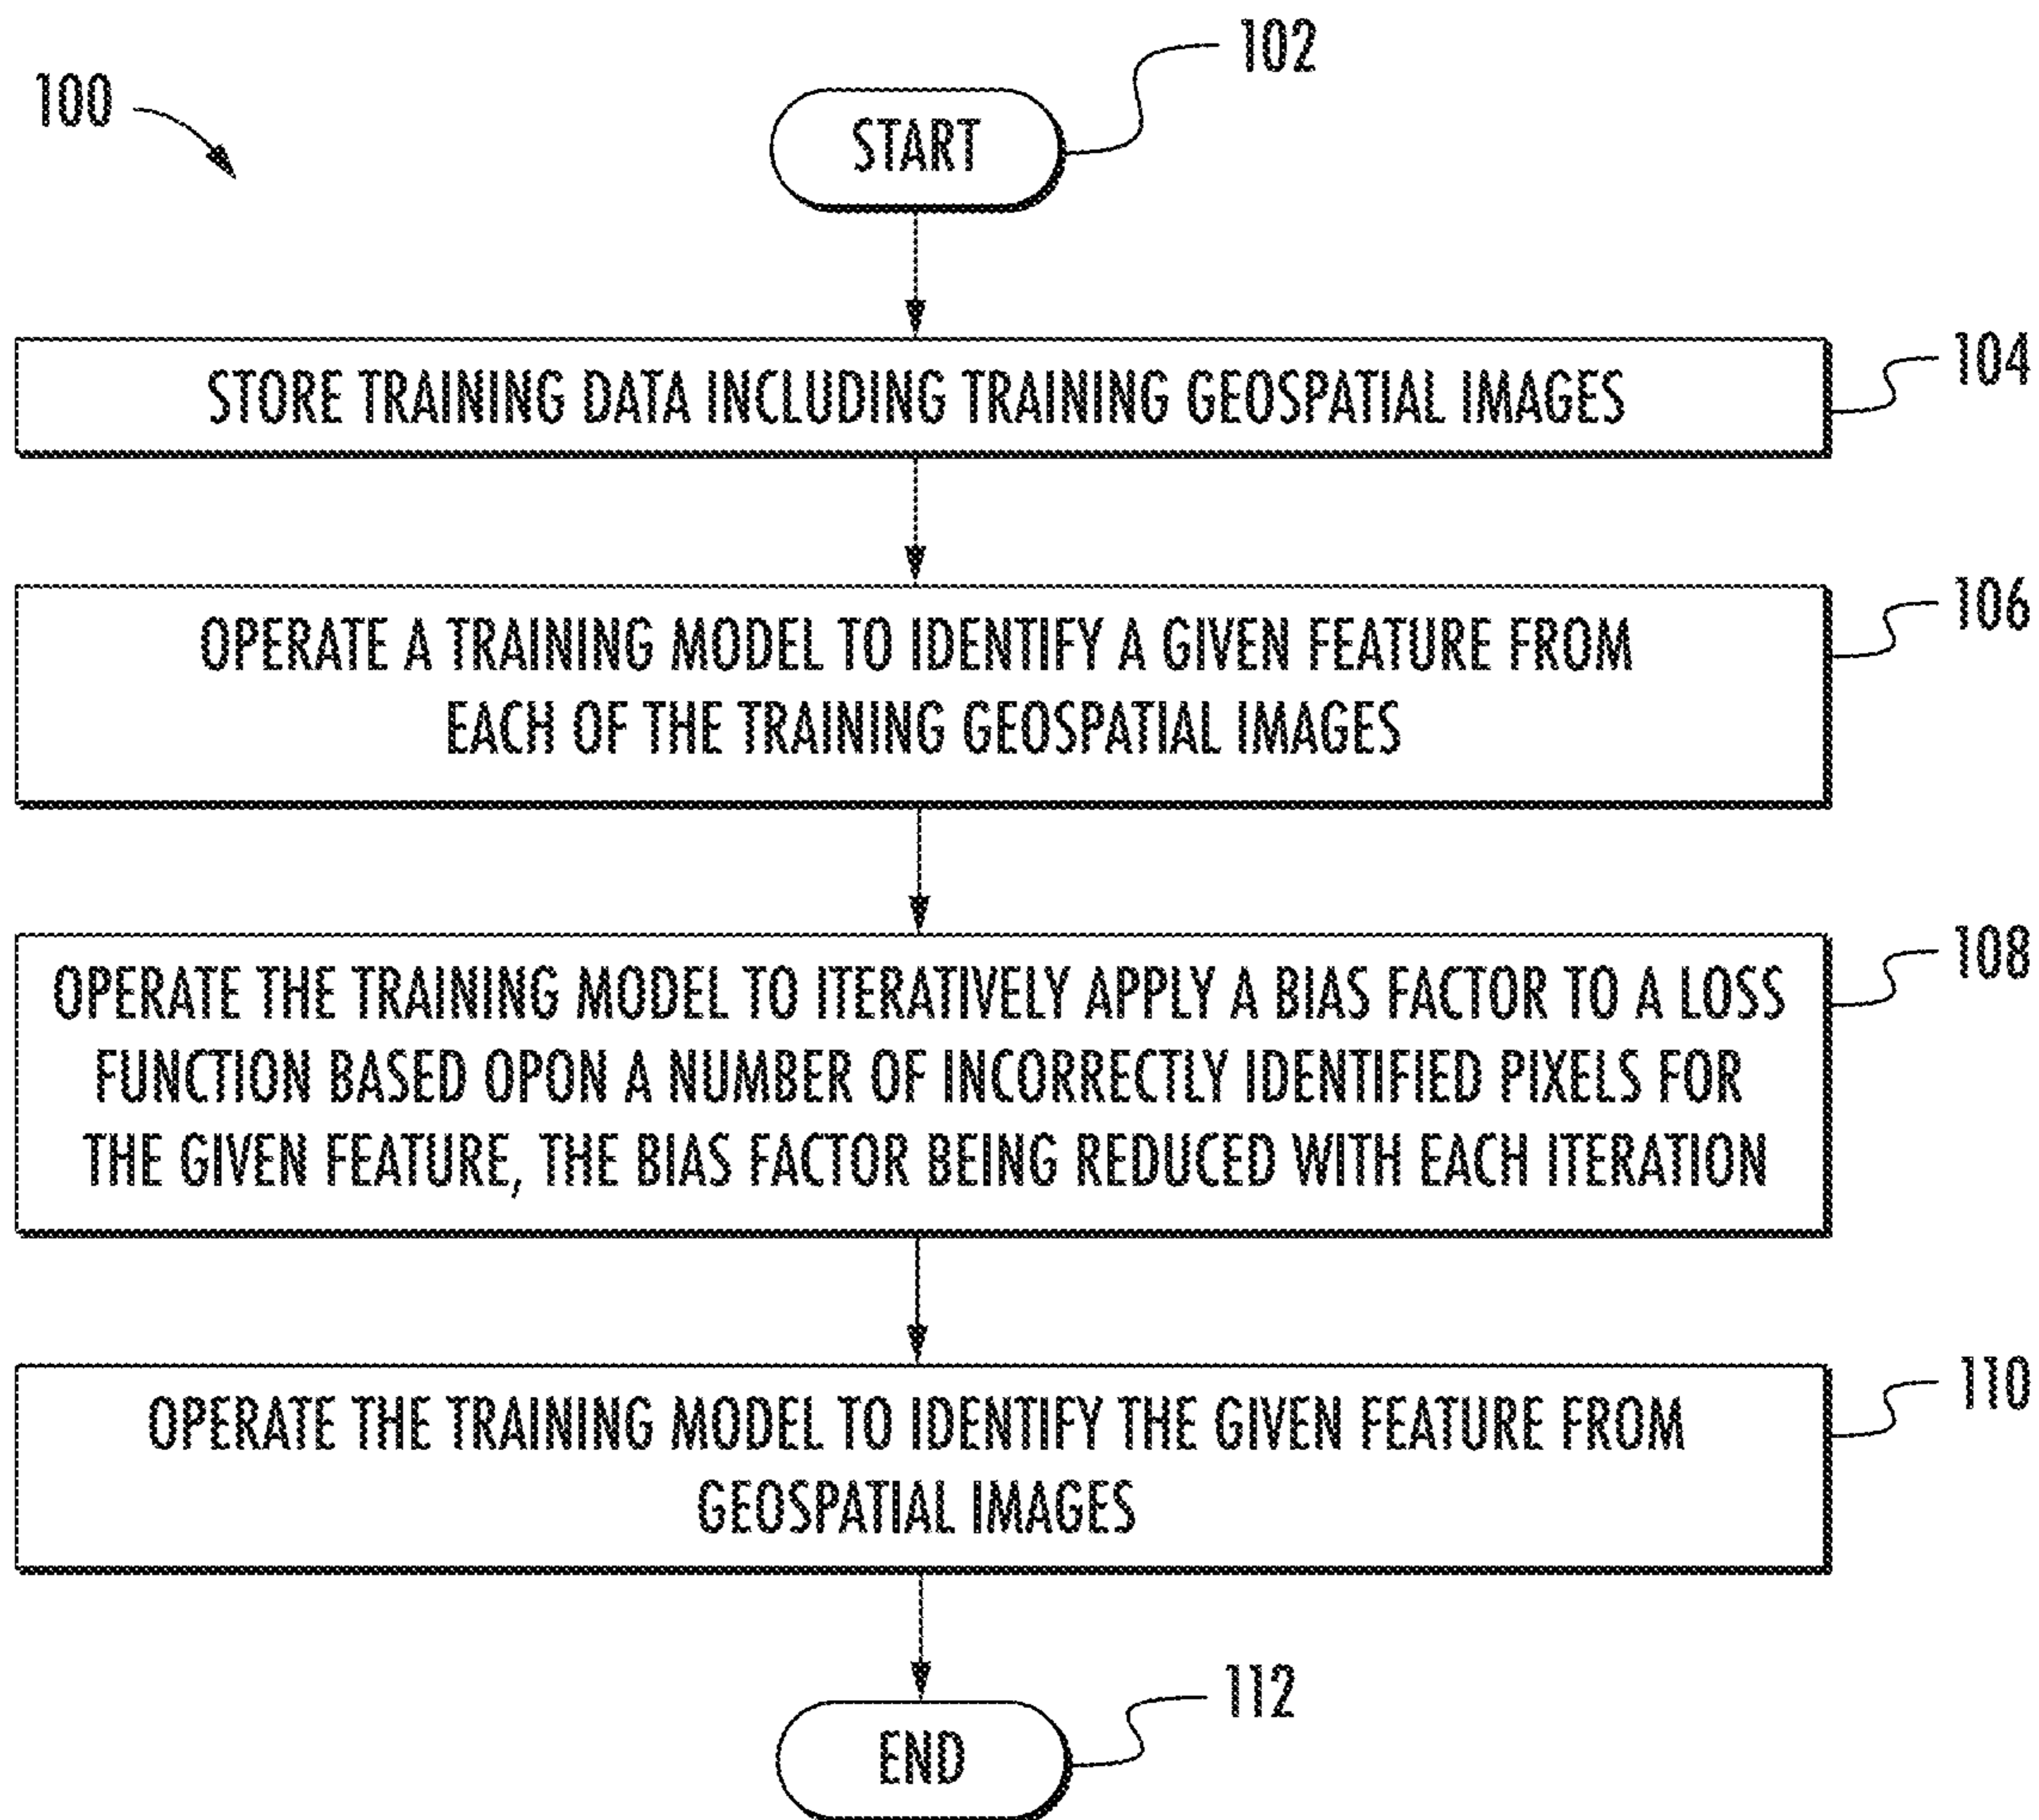 100
102
START
STORE TRAINING DATA INCLUDING TRAINING GEOSPATIAL IMAGES
104
OPERATE A TRAINING MODEL TO IDENTIFY A GIVEN FEATURE FROM
EACH OF THE TRAINING GEOSPATIAL IMAGES
106
OPERATE THE TRAINING MODEL TO ITERATIVELY APPLY A BIAS FACTOR TO A LOSS
FUNCTION BASED OPON A NUMBER OF INCORRECTLY IDENTIFIED PIXELS FOR
THE GIVEN FEATURE, THE BIAS FACTOR BEING REDUCED WITH EACH ITERATION
108
OPERATE THE TRAINING MODEL TO IDENTIFY THE GIVEN FEATURE FROM
GEOSPATIAL IMAGES
110
END
112